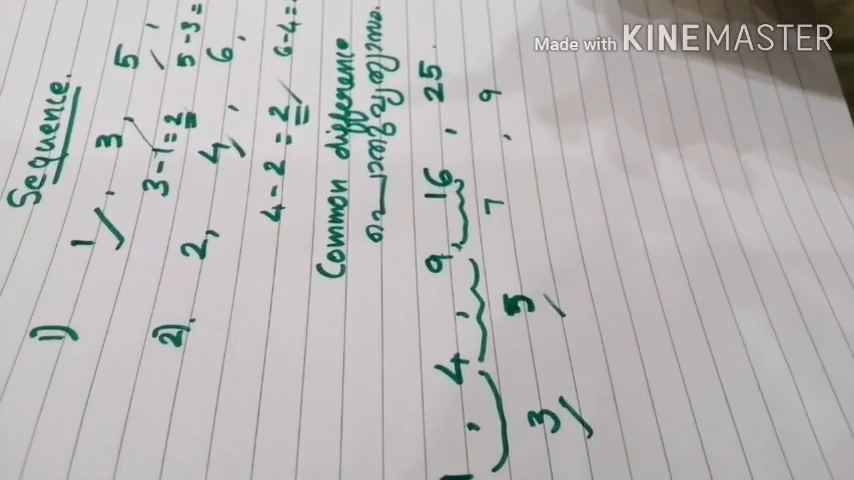 Sequence.
1) 1, 3, 5,
3-1=2 5-3=
2). 2, 4, 6,
4-2=2 6-4=
Common difference
പൊതുവ്യത്യാസം.
1, 4, 9, 16, 25.
3 5 7, 9
Made with KINEMASTER